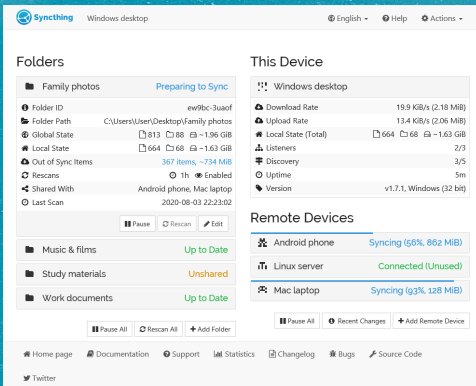 Syncthing Windows desktop English Help Actions
Folders
Family photos Preparing to Sync
Folder ID ew9bc-3uaof
Folder Path C:\Users\User\Desktop\Family photos
Global State 813 88 ~1.96 GiB
Local State 664 68 ~1.63 GiB
Out of Sync Items 367 items, ~734 MiB
Rescans 1h Enabled
Shared With Android phone, Mac laptop
Last Scan 2020-08-03 22:23:02
Pause Rescan Edit
Music & films Up to Date
Study materials Unshared
Work documents Up to Date
Pause All Rescan All + Add Folder
This Device
Windows desktop
Download Rate 19.9 KiB/s (2.18 MiB)
Upload Rate 13.4 KiB/s (2.06 MiB)
Local State (Total) 664 68 ~1.63 GiB
Listeners 2/3
Discovery 3/5
Uptime 5m
Version v1.7.1, Windows (32 bit)
Remote Devices
Android phone Syncing (56%, 862 MiB)
Linux server Connected (Unused)
Mac laptop Syncing (93%, 128 MiB)
Pause All Recent Changes + Add Remote Device
Home page Documentation Support Statistics Changelog Bugs Source Code
Twitter